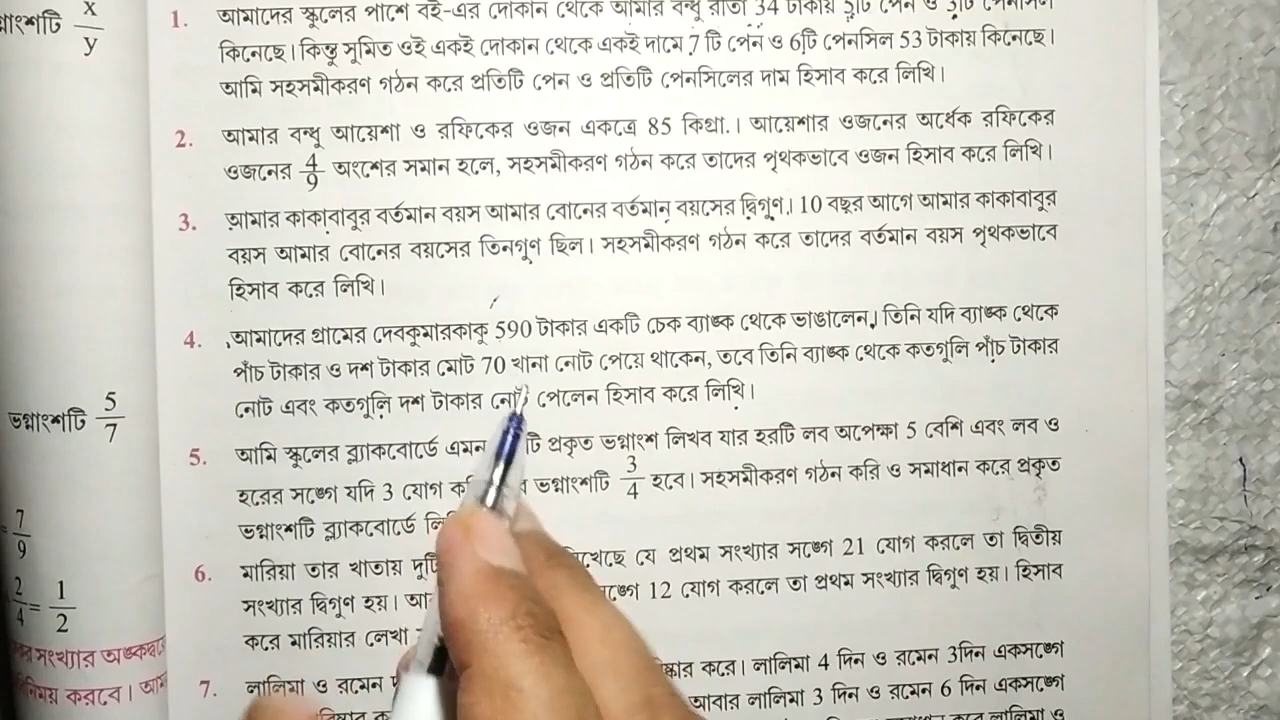 x
y
1. আমাদের স্কুলের পাশে বই-এর দোকান থেকে আমার বন্ধু রীতা 34 টাকায় 5টি পেন ও 3টি পেনসিল
কিনেছে। কিন্তু সুমিত ওই একই দোকান থেকে একই দামে 7 টি পেন ও 6টি পেনসিল 53 টাকায় কিনেছে।
আমি সহসমীকরণ গঠন করে প্রতিটি পেন ও প্রতিটি পেনসিলের দাম হিসাব করে লিখি।
2. আমার বন্ধু আয়েশা ও রফিকের ওজন একত্রে 85 কিগ্রা.। আয়েশার ওজনের অর্ধেক রফিকের
ওজনের 4/9 অংশের সমান হলে, সহসমীকরণ গঠন করে তাদের পৃথকভাবে ওজন হিসাব করে লিখি।
3. আমার কাকাবাবুর বর্তমান বয়স আমার বোনের বর্তমান বয়সের দ্বিগুণ। 10 বছর আগে আমার কাকাবাবুর
বয়স আমার বোনের বয়সের তিনগুণ ছিল। সহসমীকরণ গঠন করে তাদের বর্তমান বয়স পৃথকভাবে
হিসাব করে লিখি।
4. আমাদের গ্রামের দেবকুমারকাকু 590 টাকার একটি চেক ব্যাঙ্ক থেকে ভাঙালেন। তিনি যদি ব্যাঙ্ক থেকে
পাঁচ টাকার ও দশ টাকার মোট 70 খানা নোট পেয়ে থাকেন, তবে তিনি ব্যাঙ্ক থেকে কতগুলি পাঁচ টাকার
নোট এবং কতগুলি দশ টাকার নোট পেলেন হিসাব করে লিখি।
ভগ্নাংশটি 5/7
5. আমি স্কুলের ব্ল্যাকবোর্ডে এমন প্রকৃত ভগ্নাংশ লিখব যার হরটি লব অপেক্ষা 5 বেশি এবং লব ও
হরের সঙ্গে যদি 3 যোগ ভগ্নাংশটি 3/4 হবে। সহসমীকরণ গঠন করি ও সমাধান করে প্রকৃত
ভগ্নাংশটি ব্ল্যাকবোর্ডে
= 7/9
6. মারিয়া তার খাতায় যে প্রথম সংখ্যার সঙ্গে 21 যোগ করলে তা দ্বিতীয়
সংখ্যার দ্বিগুণ হয়। 12 যোগ করলে তা প্রথম সংখ্যার দ্বিগুণ হয়। হিসাব
করে মারিয়ার লেখা
2/4 = 1/2
সংখ্যার
করবে।
7. লালিমা ও রমেন করে। লালিমা 4 দিন ও রমেন 3দিন একসঙ্গে
আবার লালিমা 3 দিন ও রমেন 6 দিন একসঙ্গে